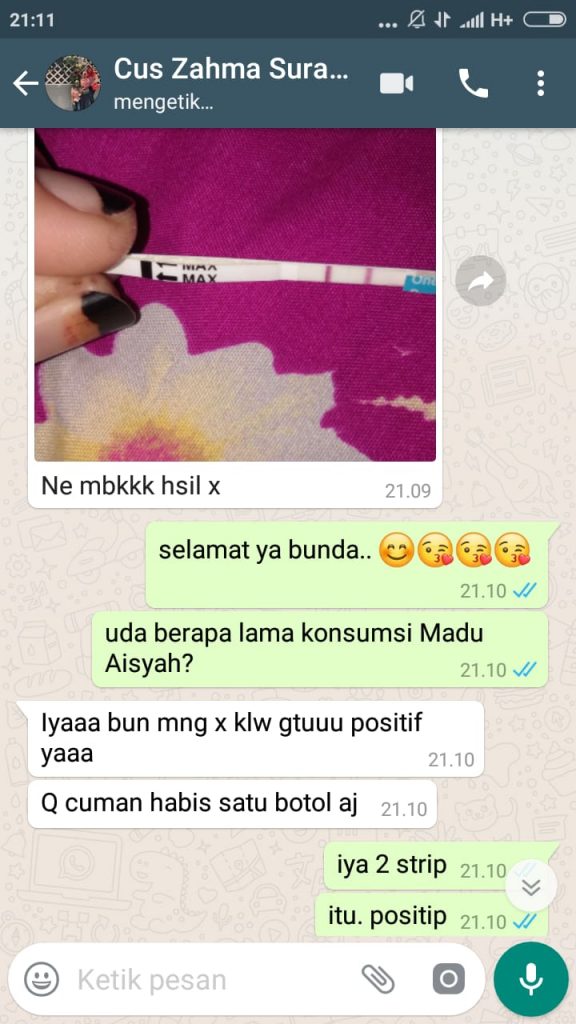 21:11
... H+
Cus Zahma Sura...
mengetik...
MAX
MAX
One
Ne mbkkk hsil x
21.09
selamat ya bunda.. 😊😘😘😘
21.10
uda berapa lama konsumsi Madu
Aisyah?
21.10
Iyaaa bun mng x klw gtuuu positif
yaaa
21.10
Q cuman habis satu botol aj
21.10
iya 2 strip
21.10
itu. positip
21.10
Ketik pesan